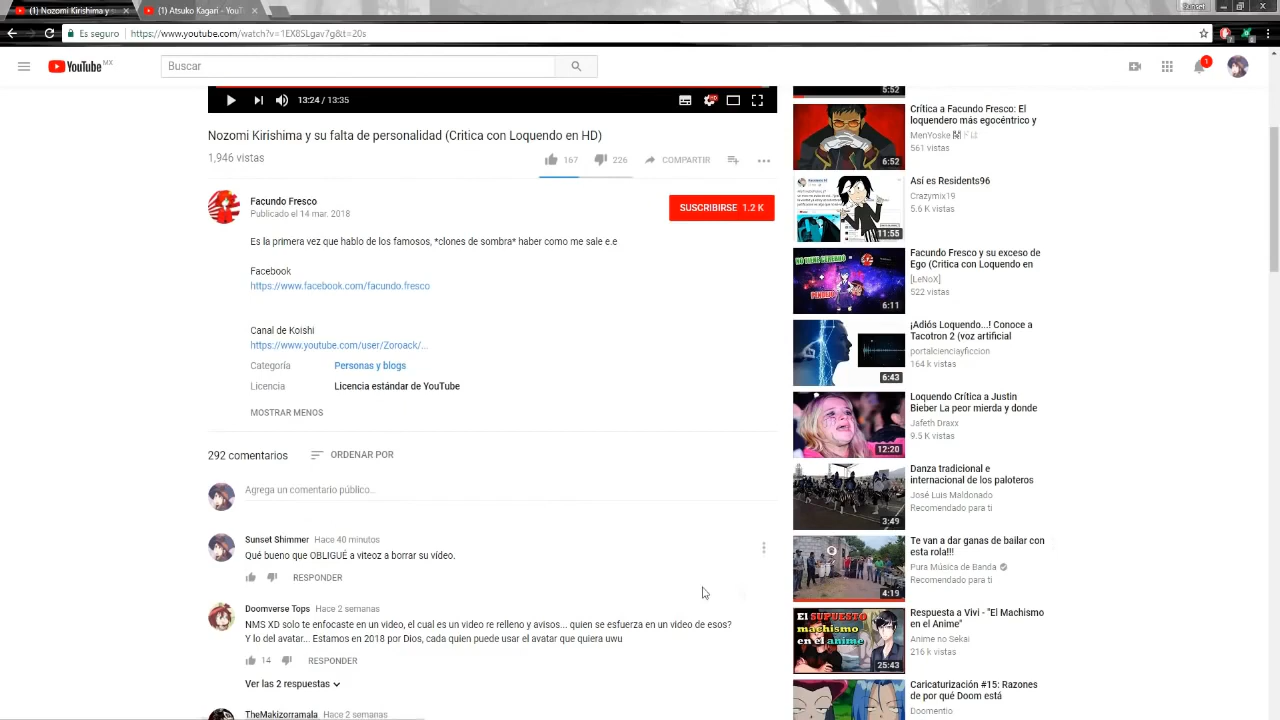 (1) Nozomi Kirishima y
(1) Atsuko Kagari - YouT
Sunset
Es seguro
https://www.youtube.com/watch?v=1EX8SLgav7g&t=20s
YouTube MX
Buscar
1
13:24 / 13:35
HD
Nozomi Kirishima y su falta de personalidad (Critica con Loquendo en HD)
1,946 vistas
167
226
COMPARTIR
Facundo Fresco
Publicado el 14 mar. 2018
SUSCRIBIRSE 1.2 K
Es la primera vez que hablo de los famosos, *clones de sombra* haber como me sale e.e
Facebook
https://www.facebook.com/facundo.fresco
Canal de Koishi
https://www.youtube.com/user/Zoroack/...
Categoría
Personas y blogs
Licencia
Licencia estándar de YouTube
MOSTRAR MENOS
292 comentarios
ORDENAR POR
Agrega un comentario público...
Sunset Shimmer Hace 40 minutos
Qué bueno que OBLIGUÉ a viteoz a borrar su vídeo.
RESPONDER
Doomverse Tops Hace 2 semanas
NMS XD solo te enfocaste en un video, el cual es un video re relleno y avisos... quien se esfuerza en un video de esos?
Y lo del avatar... Estamos en 2018 por Dios, cada quien puede usar el avatar que quiera uwu
14
RESPONDER
Ver las 2 respuestas
TheMakizorramala Hace 2 semanas
5:52
Crítica a Facundo Fresco: El
loquendero más egocéntrico y
MenYoske
561 vistas
6:52
Así es Residents96
Crazymix19
5.6 K vistas
11:55
Facundo Fresco y su exceso de
Ego (Critica con Loquendo en
[LeNoX]
522 vistas
6:11
¡Adiós Loquendo...! Conoce a
Tacotron 2 (voz artificial
portalcienciayficcion
164 k vistas
6:43
Loquendo Crítica a Justin
Bieber La peor mierda y donde
Jafeth Draxx
9.5 K vistas
12:20
Danza tradicional e
internacional de los paloteros
José Luis Maldonado
Recomendado para ti
3:49
Te van a dar ganas de bailar con
esta rola!!!
Pura Música de Banda
Recomendado para ti
4:19
El SUPUESTO
machismo
en el anime
25:43
Respuesta a Vivi - "El Machismo
en el Anime"
Anime no Sekai
216 k vistas
Caricaturización #15: Razones
de por qué Doom está
Doomentio